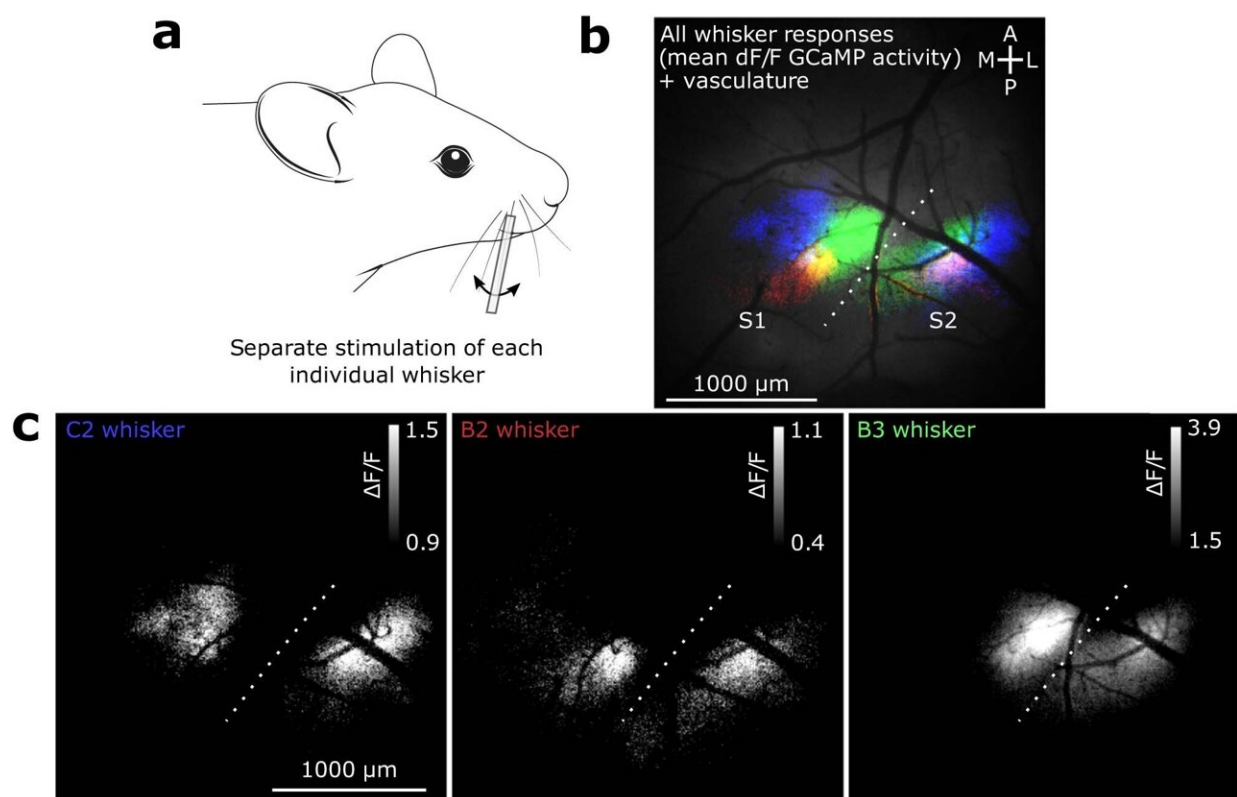 a
Separate stimulation of each
individual whisker
b
All whisker responses
(mean dF/F GCaMP activity)
+ vasculature
A
M L
P
S1
S2
1000 µm
c
C2 whisker
1.5
ΔF/F
0.9
1000 µm
B2 whisker
1.1
ΔF/F
0.4
B3 whisker
3.9
ΔF/F
1.5